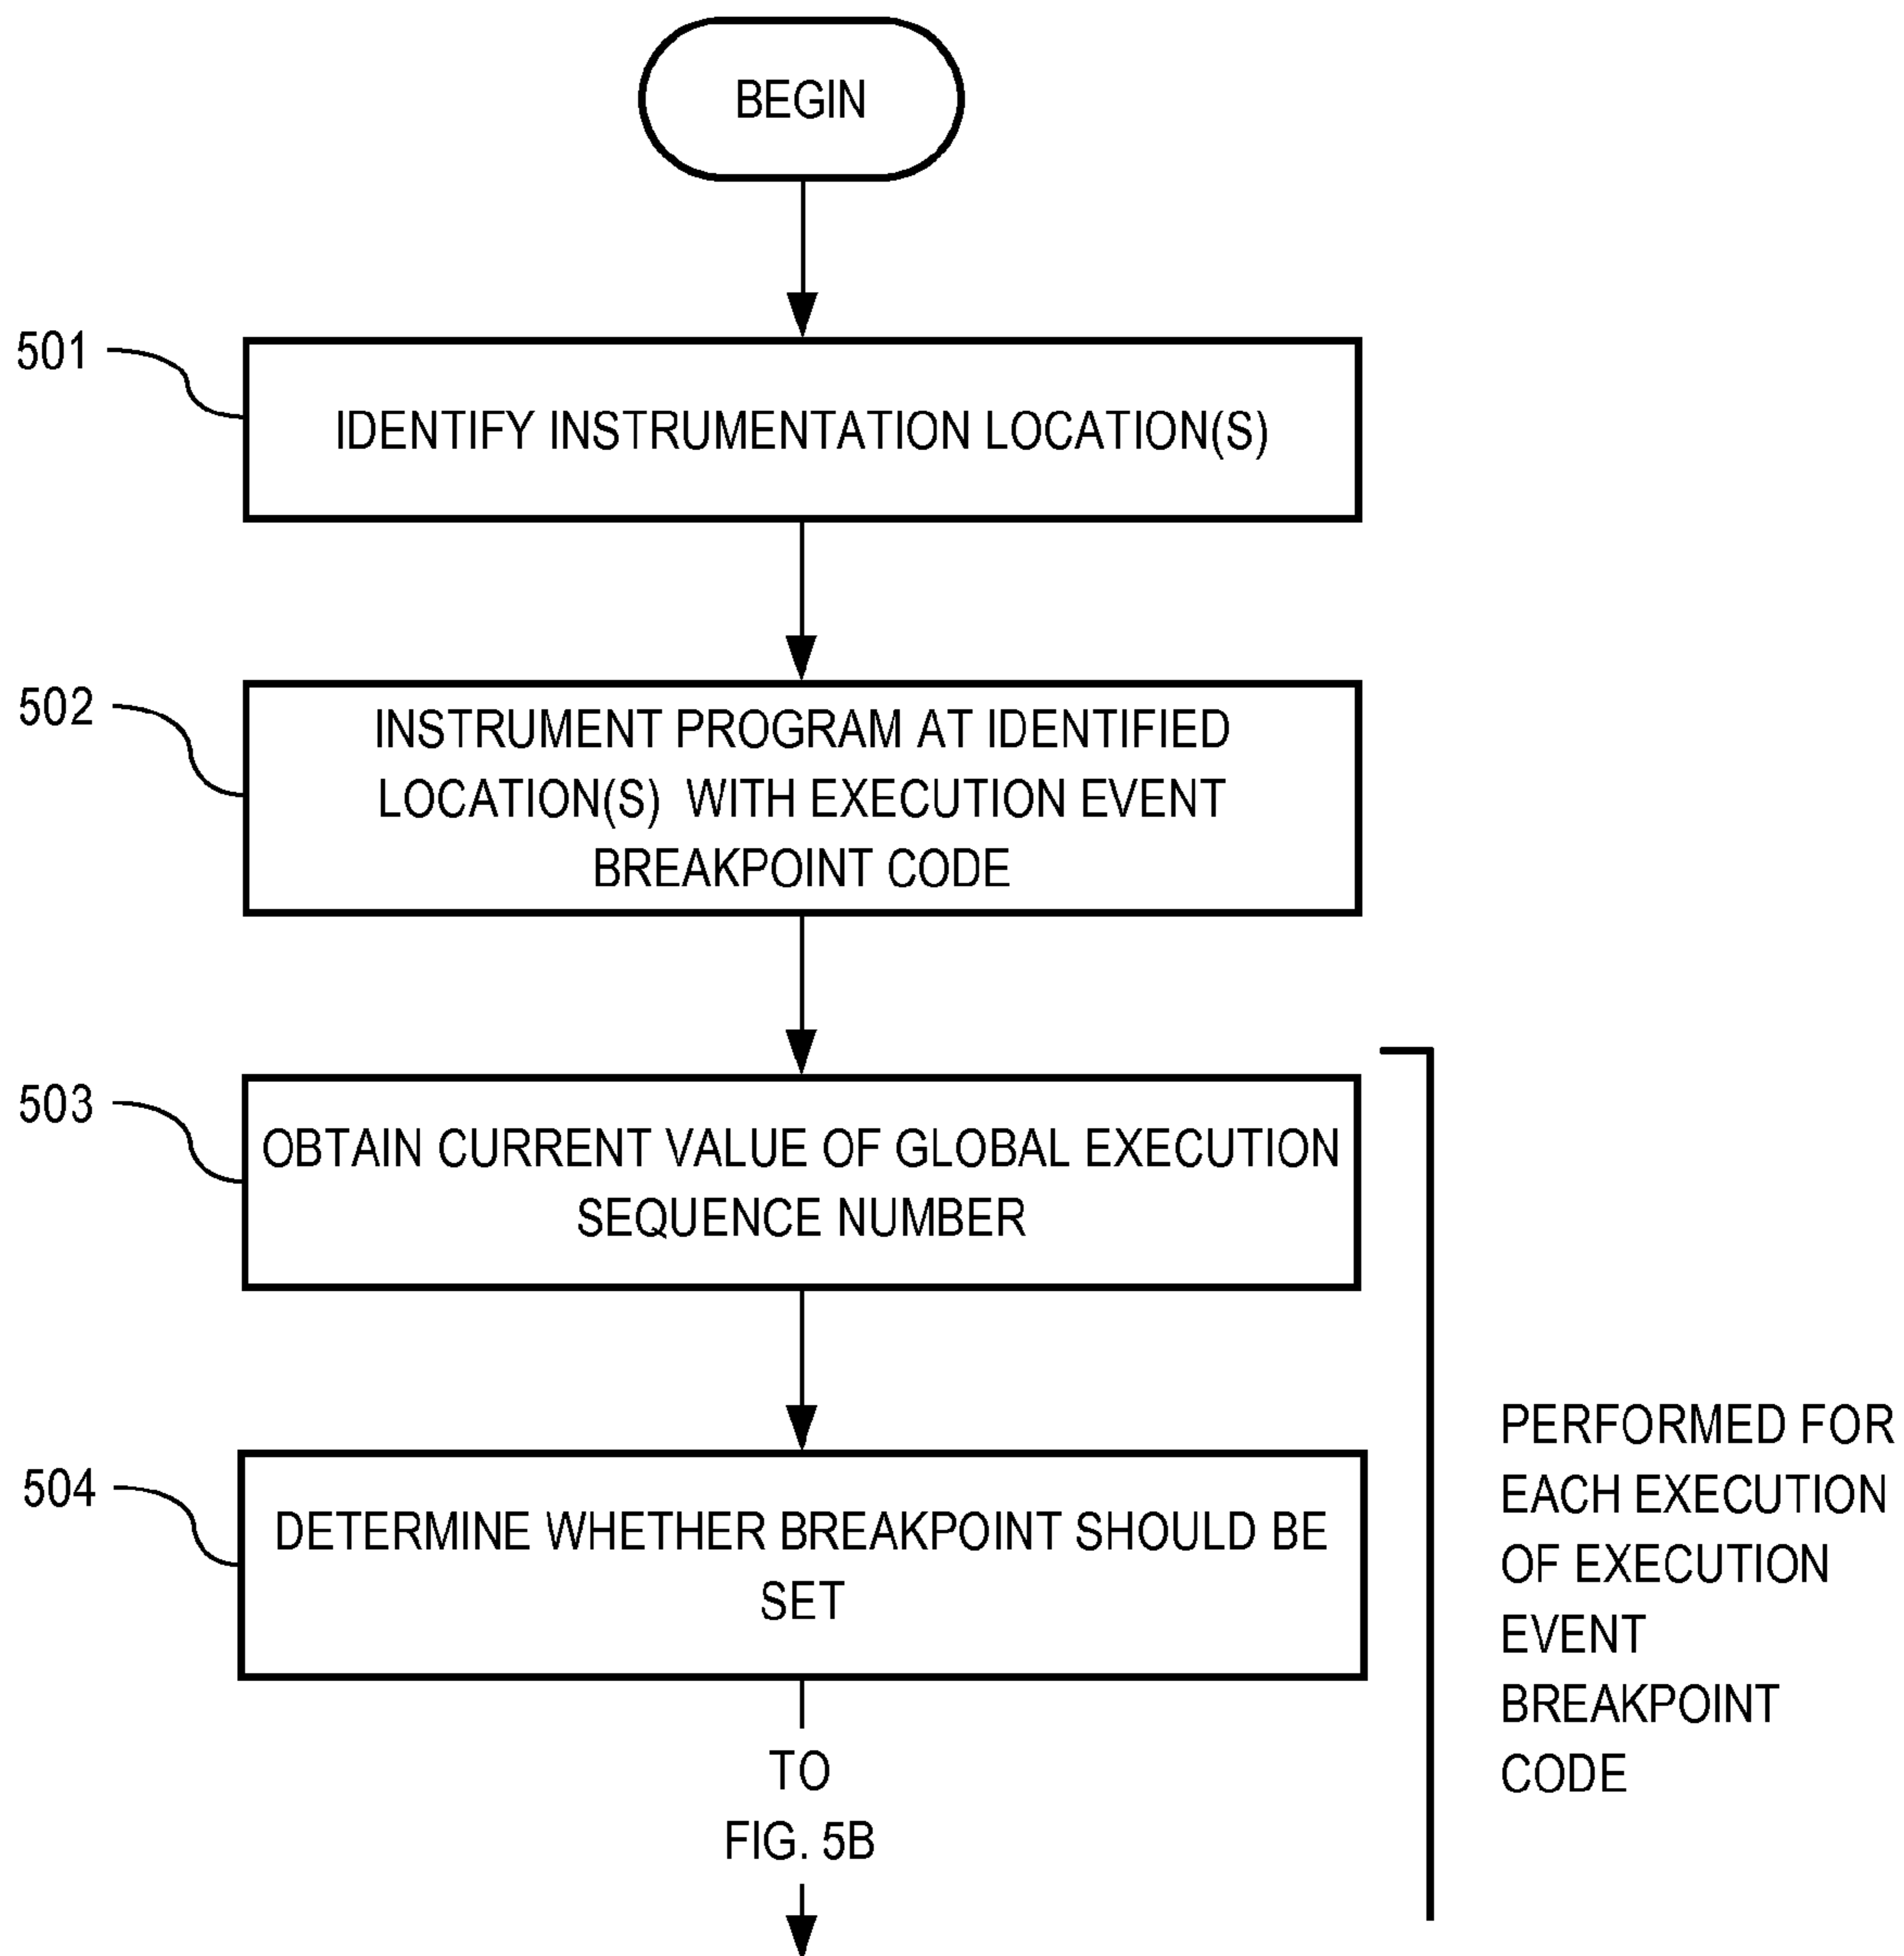 BEGIN
501
IDENTIFY INSTRUMENTATION LOCATION(S)
502
INSTRUMENT PROGRAM AT IDENTIFIED
LOCATION(S) WITH EXECUTION EVENT
BREAKPOINT CODE
503
OBTAIN CURRENT VALUE OF GLOBAL EXECUTION
SEQUENCE NUMBER
504
DETERMINE WHETHER BREAKPOINT SHOULD BE
SET
PERFORMED FOR
EACH EXECUTION
OF EXECUTION
EVENT
BREAKPOINT
CODE
TO
FIG. 5B